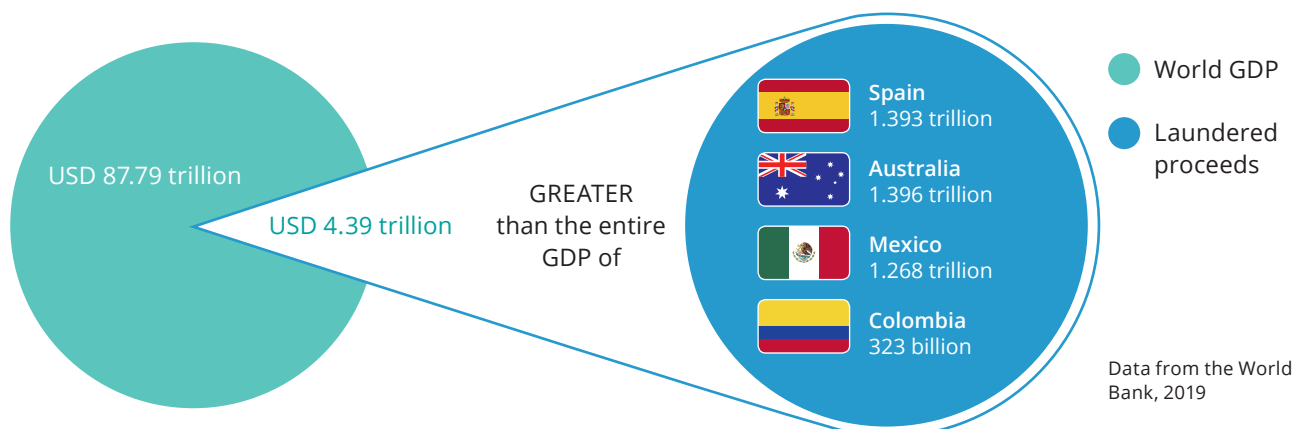 USD 87.79 trillion
USD 4.39 trillion
GREATER
than the entire
GDP of
Spain
1.393 trillion
Australia
1.396 trillion
Mexico
1.268 trillion
Colombia
323 billion
World GDP
Laundered
proceeds
Data from the World
Bank, 2019